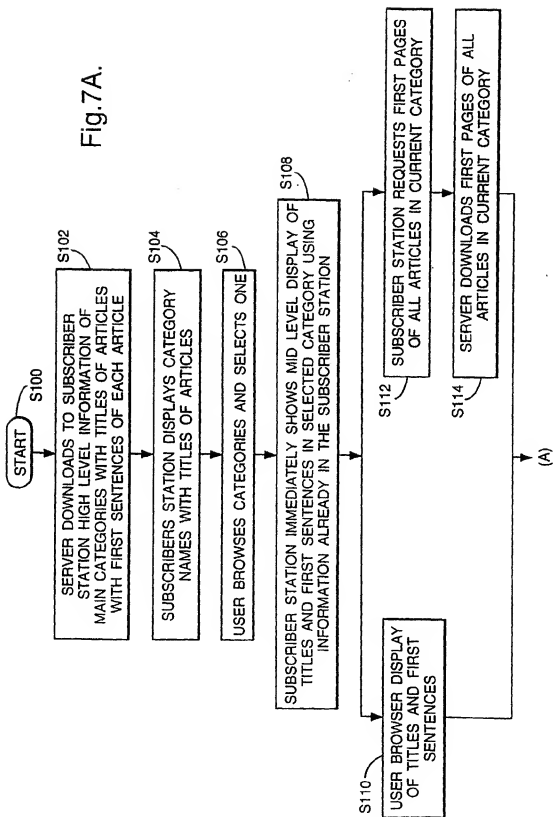 Fig.7A.
START
S100
SERVER DOWNLOADS TO SUBSCRIBER
STATION HIGH LEVEL INFORMATION OF
MAIN CATEGORIES WITH TITLES OF ARTICLES
WITH FIRST SENTENCES OF EACH ARTICLE
S102
SUBSCRIBERS STATION DISPLAYS CATEGORY
NAMES WITH TITLES OF ARTICLES
S104
USER BROWSES CATEGORIES AND SELECTS ONE
S106
SUBSCRIBER STATION IMMEDIATELY SHOWS MID LEVEL DISPLAY OF
TITLES AND FIRST SENTENCES IN SELECTED CATEGORY USING
INFORMATION ALREADY IN THE SUBSCRIBER STATION
S108
S110
USER BROWSER DISPLAY
OF TITLES AND FIRST
SENTENCES
SUBSCRIBER STATION REQUESTS FIRST PAGES
OF ALL ARTICLES IN CURRENT CATEGORY
S112
SERVER DOWNLOADS FIRST PAGES OF ALL
ARTICLES IN CURRENT CATEGORY
S114
(A)